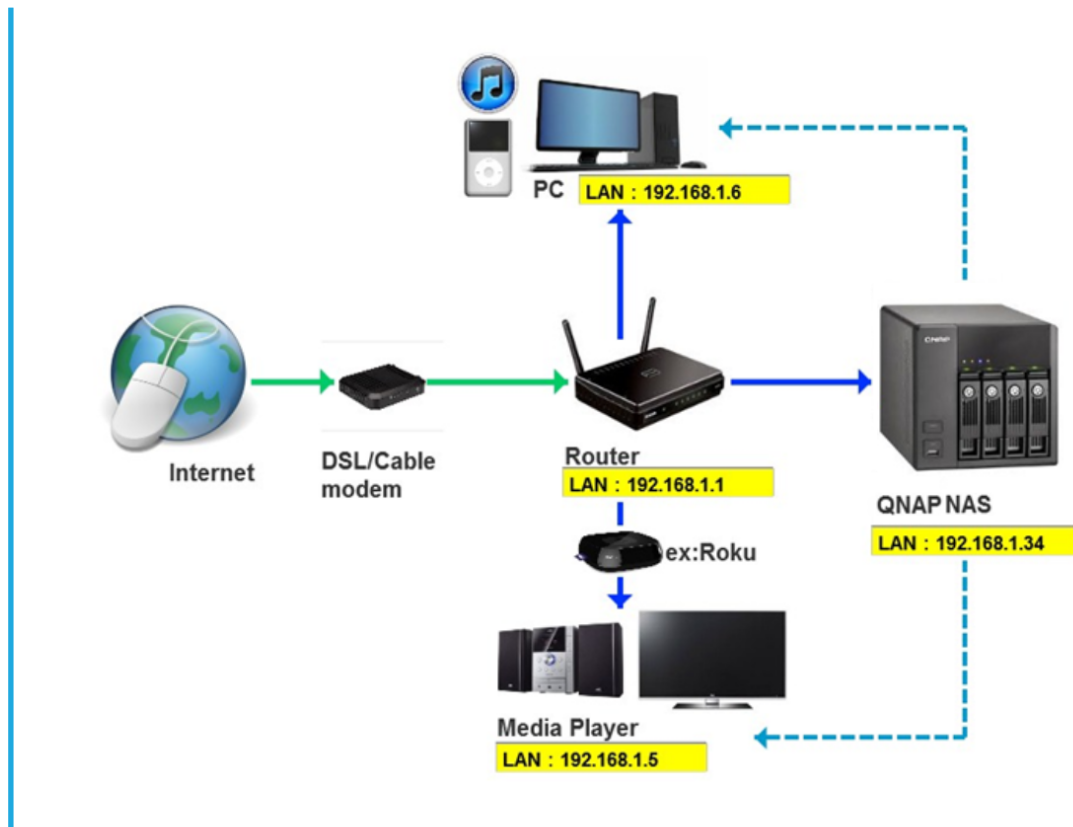 PC
LAN : 192.168.1.6
QNAP
Internet
DSL/Cable
modem
Router
LAN : 192.168.1.1
QNAP NAS
LAN : 192.168.1.34
ex:Roku
Media Player
LAN : 192.168.1.5